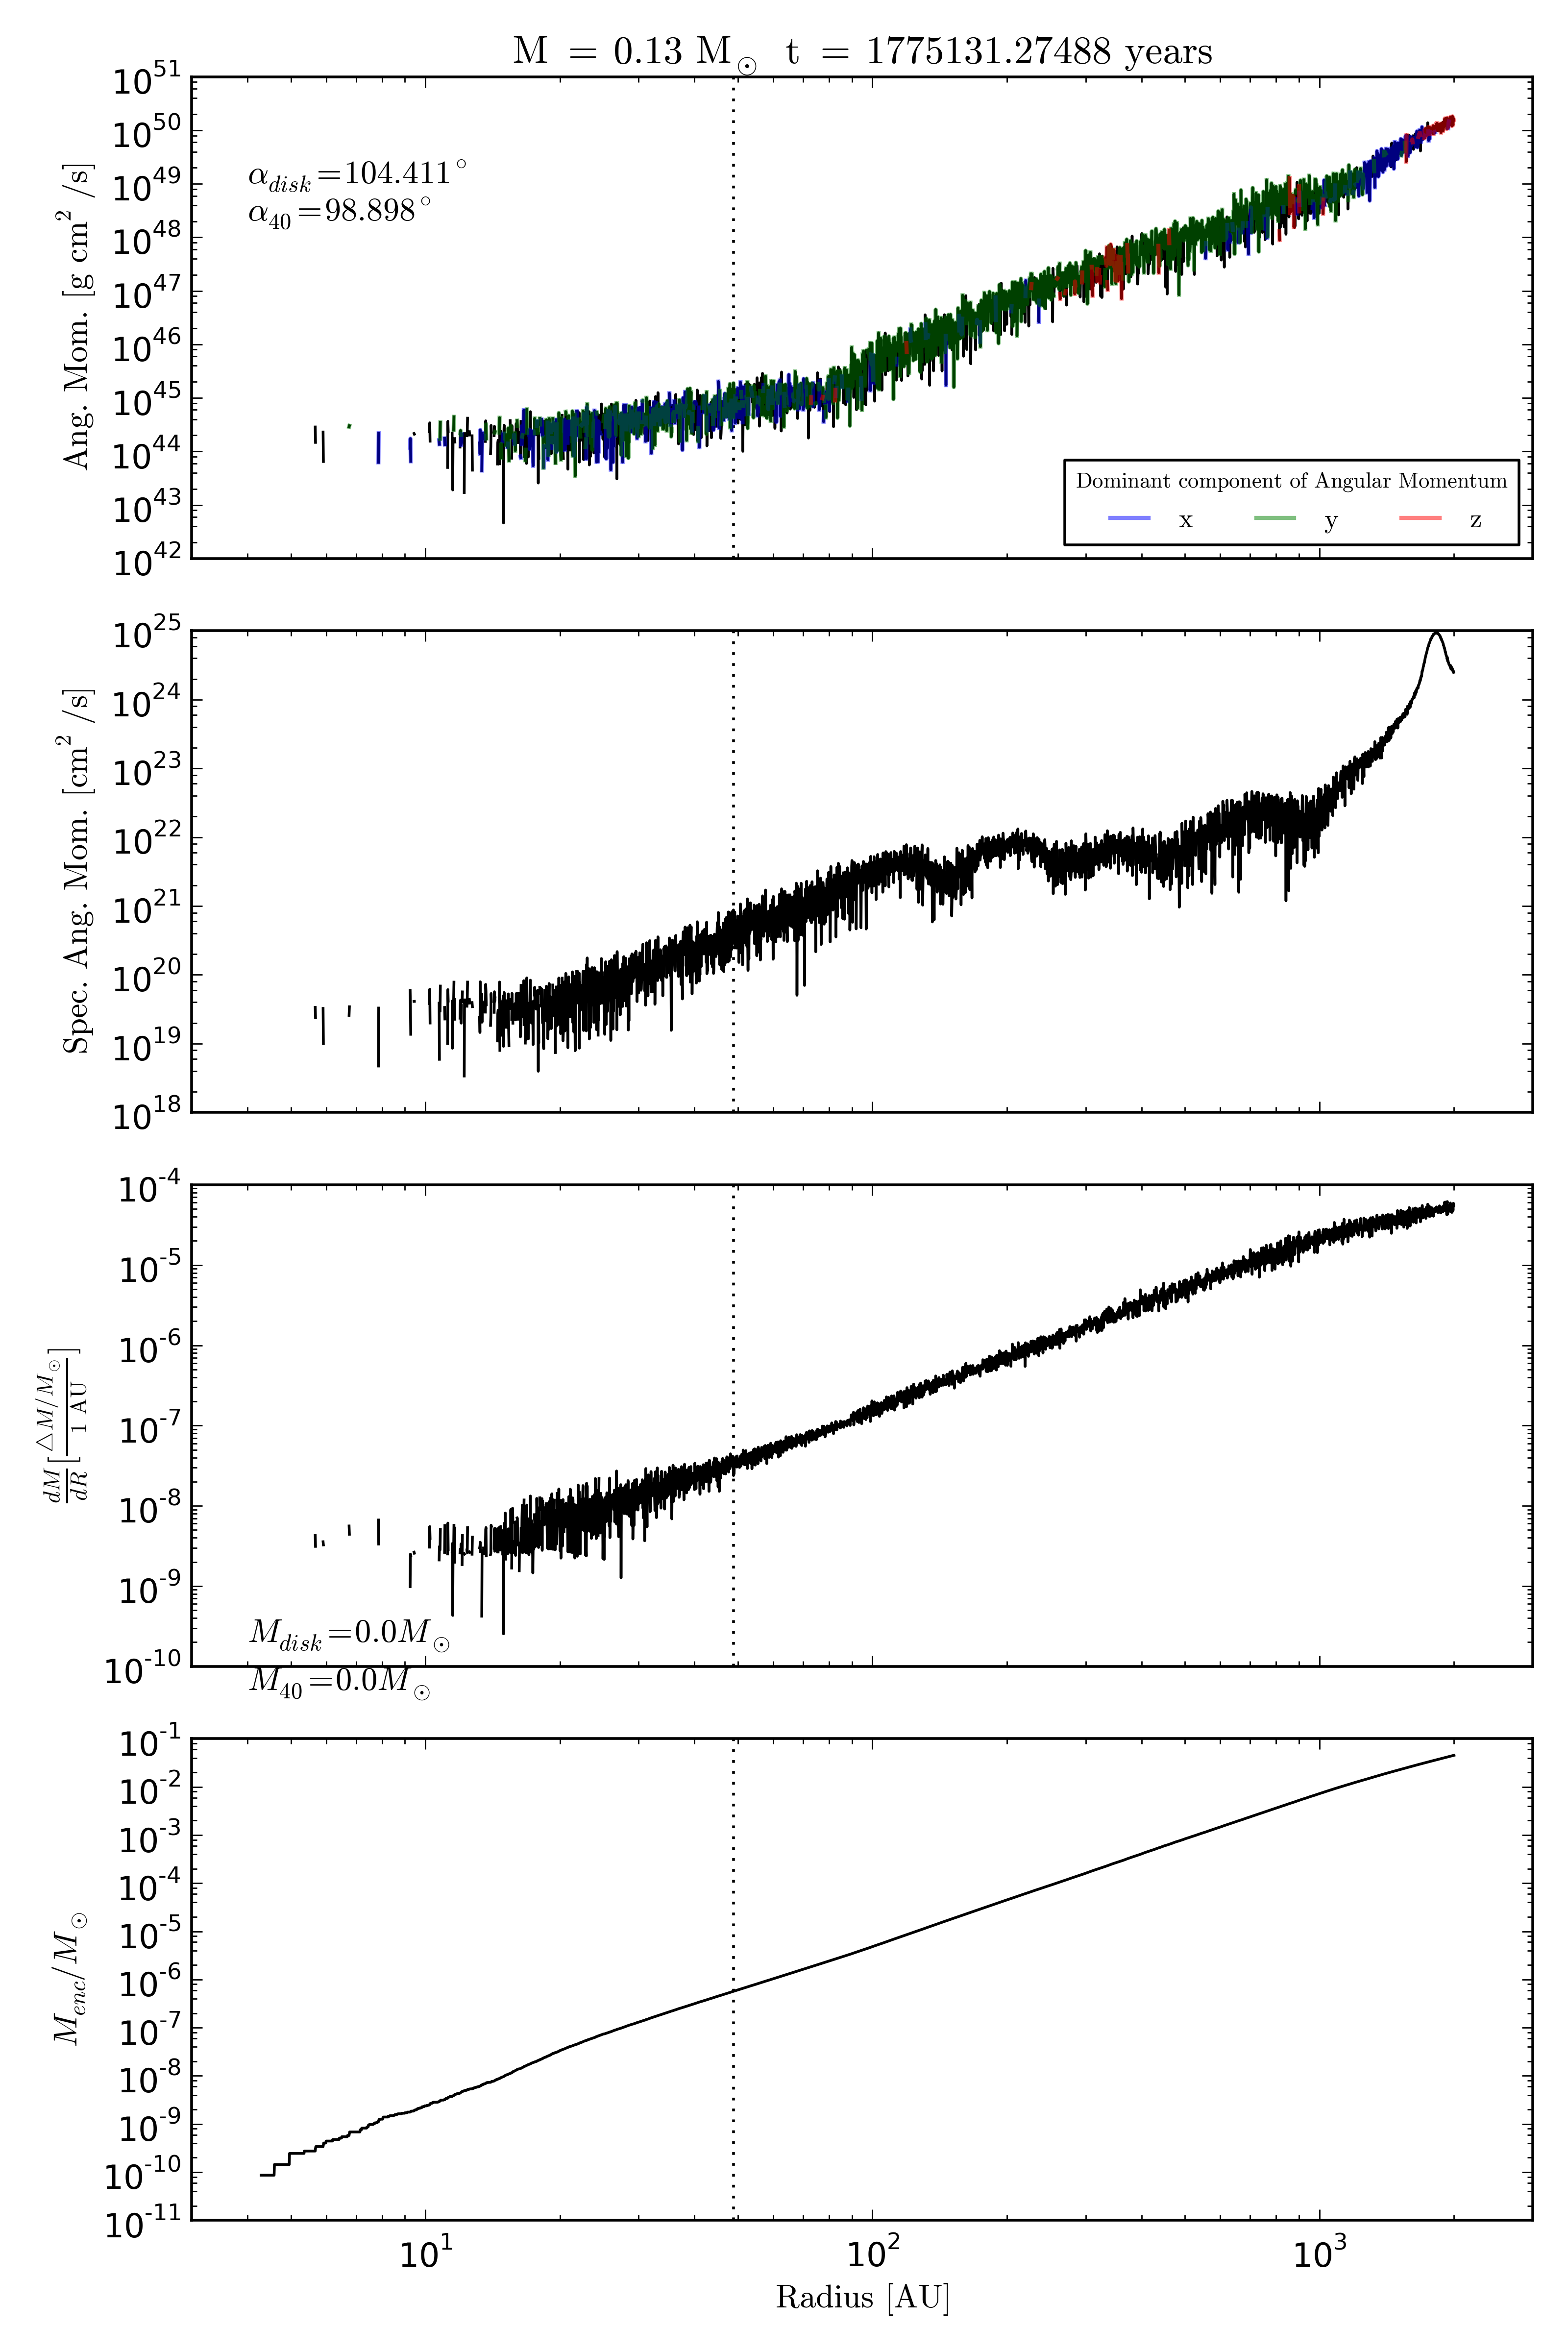 M = 0.13 M⊙ t = 1775131.27488 years
10^51
10^50
10^49
10^48
10^47
10^46
10^45
10^44
10^43
10^42
Ang. Mom. [g cm^2 /s]
α_disk=104.411°
α_40=98.898°
Dominant component of Angular Momentum
x y z
10^25
10^24
10^23
10^22
10^21
10^20
10^19
10^18
Spec. Ang. Mom. [cm^2 /s]
10^-4
10^-5
10^-6
10^-7
10^-8
10^-9
10^-10
dM/dR [△M/M⊙ / 1 AU]
M_disk=0.0M⊙
M_40=0.0M⊙
10^-1
10^-2
10^-3
10^-4
10^-5
10^-6
10^-7
10^-8
10^-9
10^-10
10^-11
M_enc/M⊙
10^1 10^2 10^3
Radius [AU]